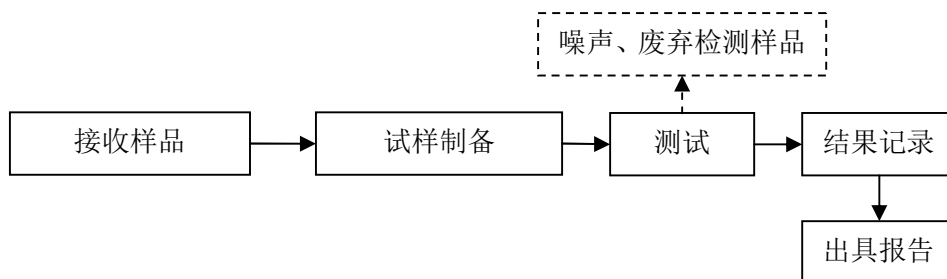 噪声、废弃检测样品
接收样品
试样制备
测试
结果记录
出具报告